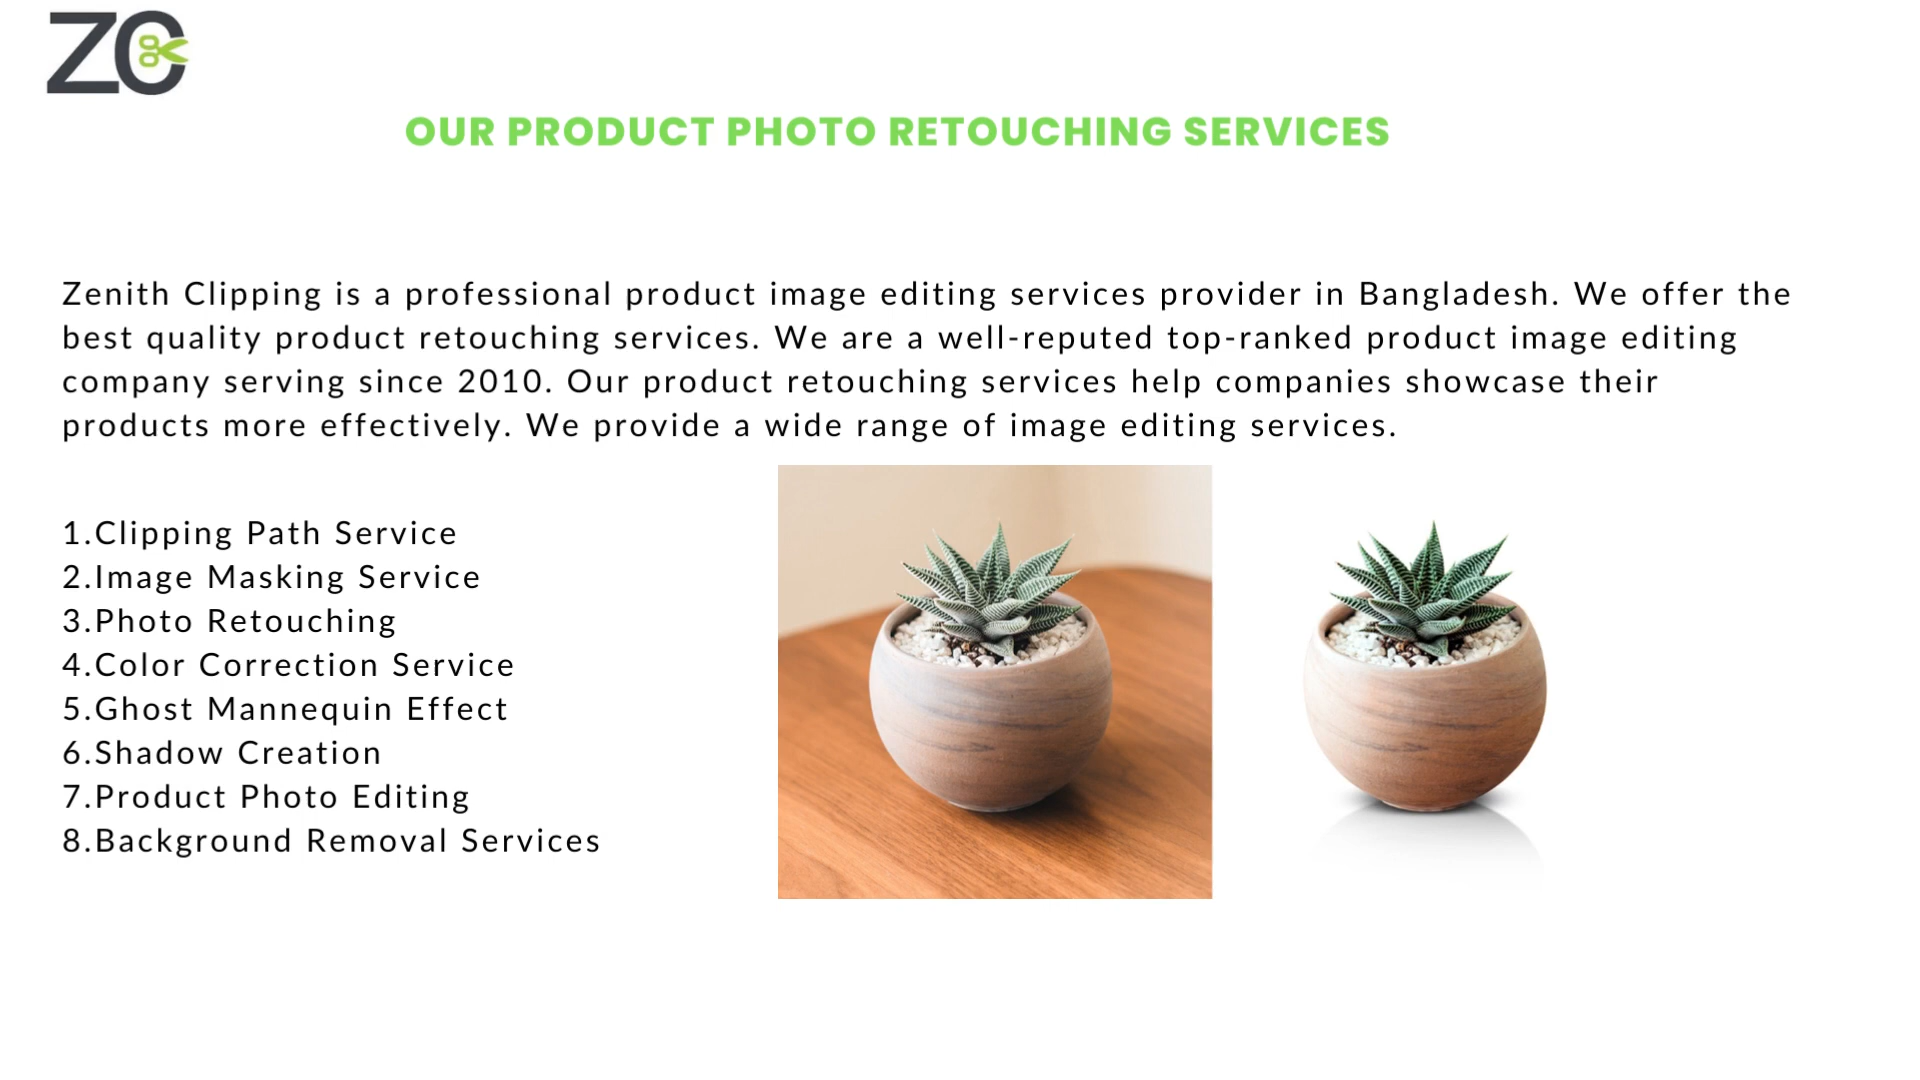 ZC
OUR PRODUCT PHOTO RETOUCHING SERVICES
Zenith Clipping is a professional product image editing services provider in Bangladesh. We offer the
best quality product retouching services. We are a well-reputed top-ranked product image editing
company serving since 2010. Our product retouching services help companies showcase their
products more effectively. We provide a wide range of image editing services.
1.Clipping Path Service
2.Image Masking Service
3.Photo Retouching
4.Color Correction Service
5.Ghost Mannequin Effect
6.Shadow Creation
7.Product Photo Editing
8.Background Removal Services